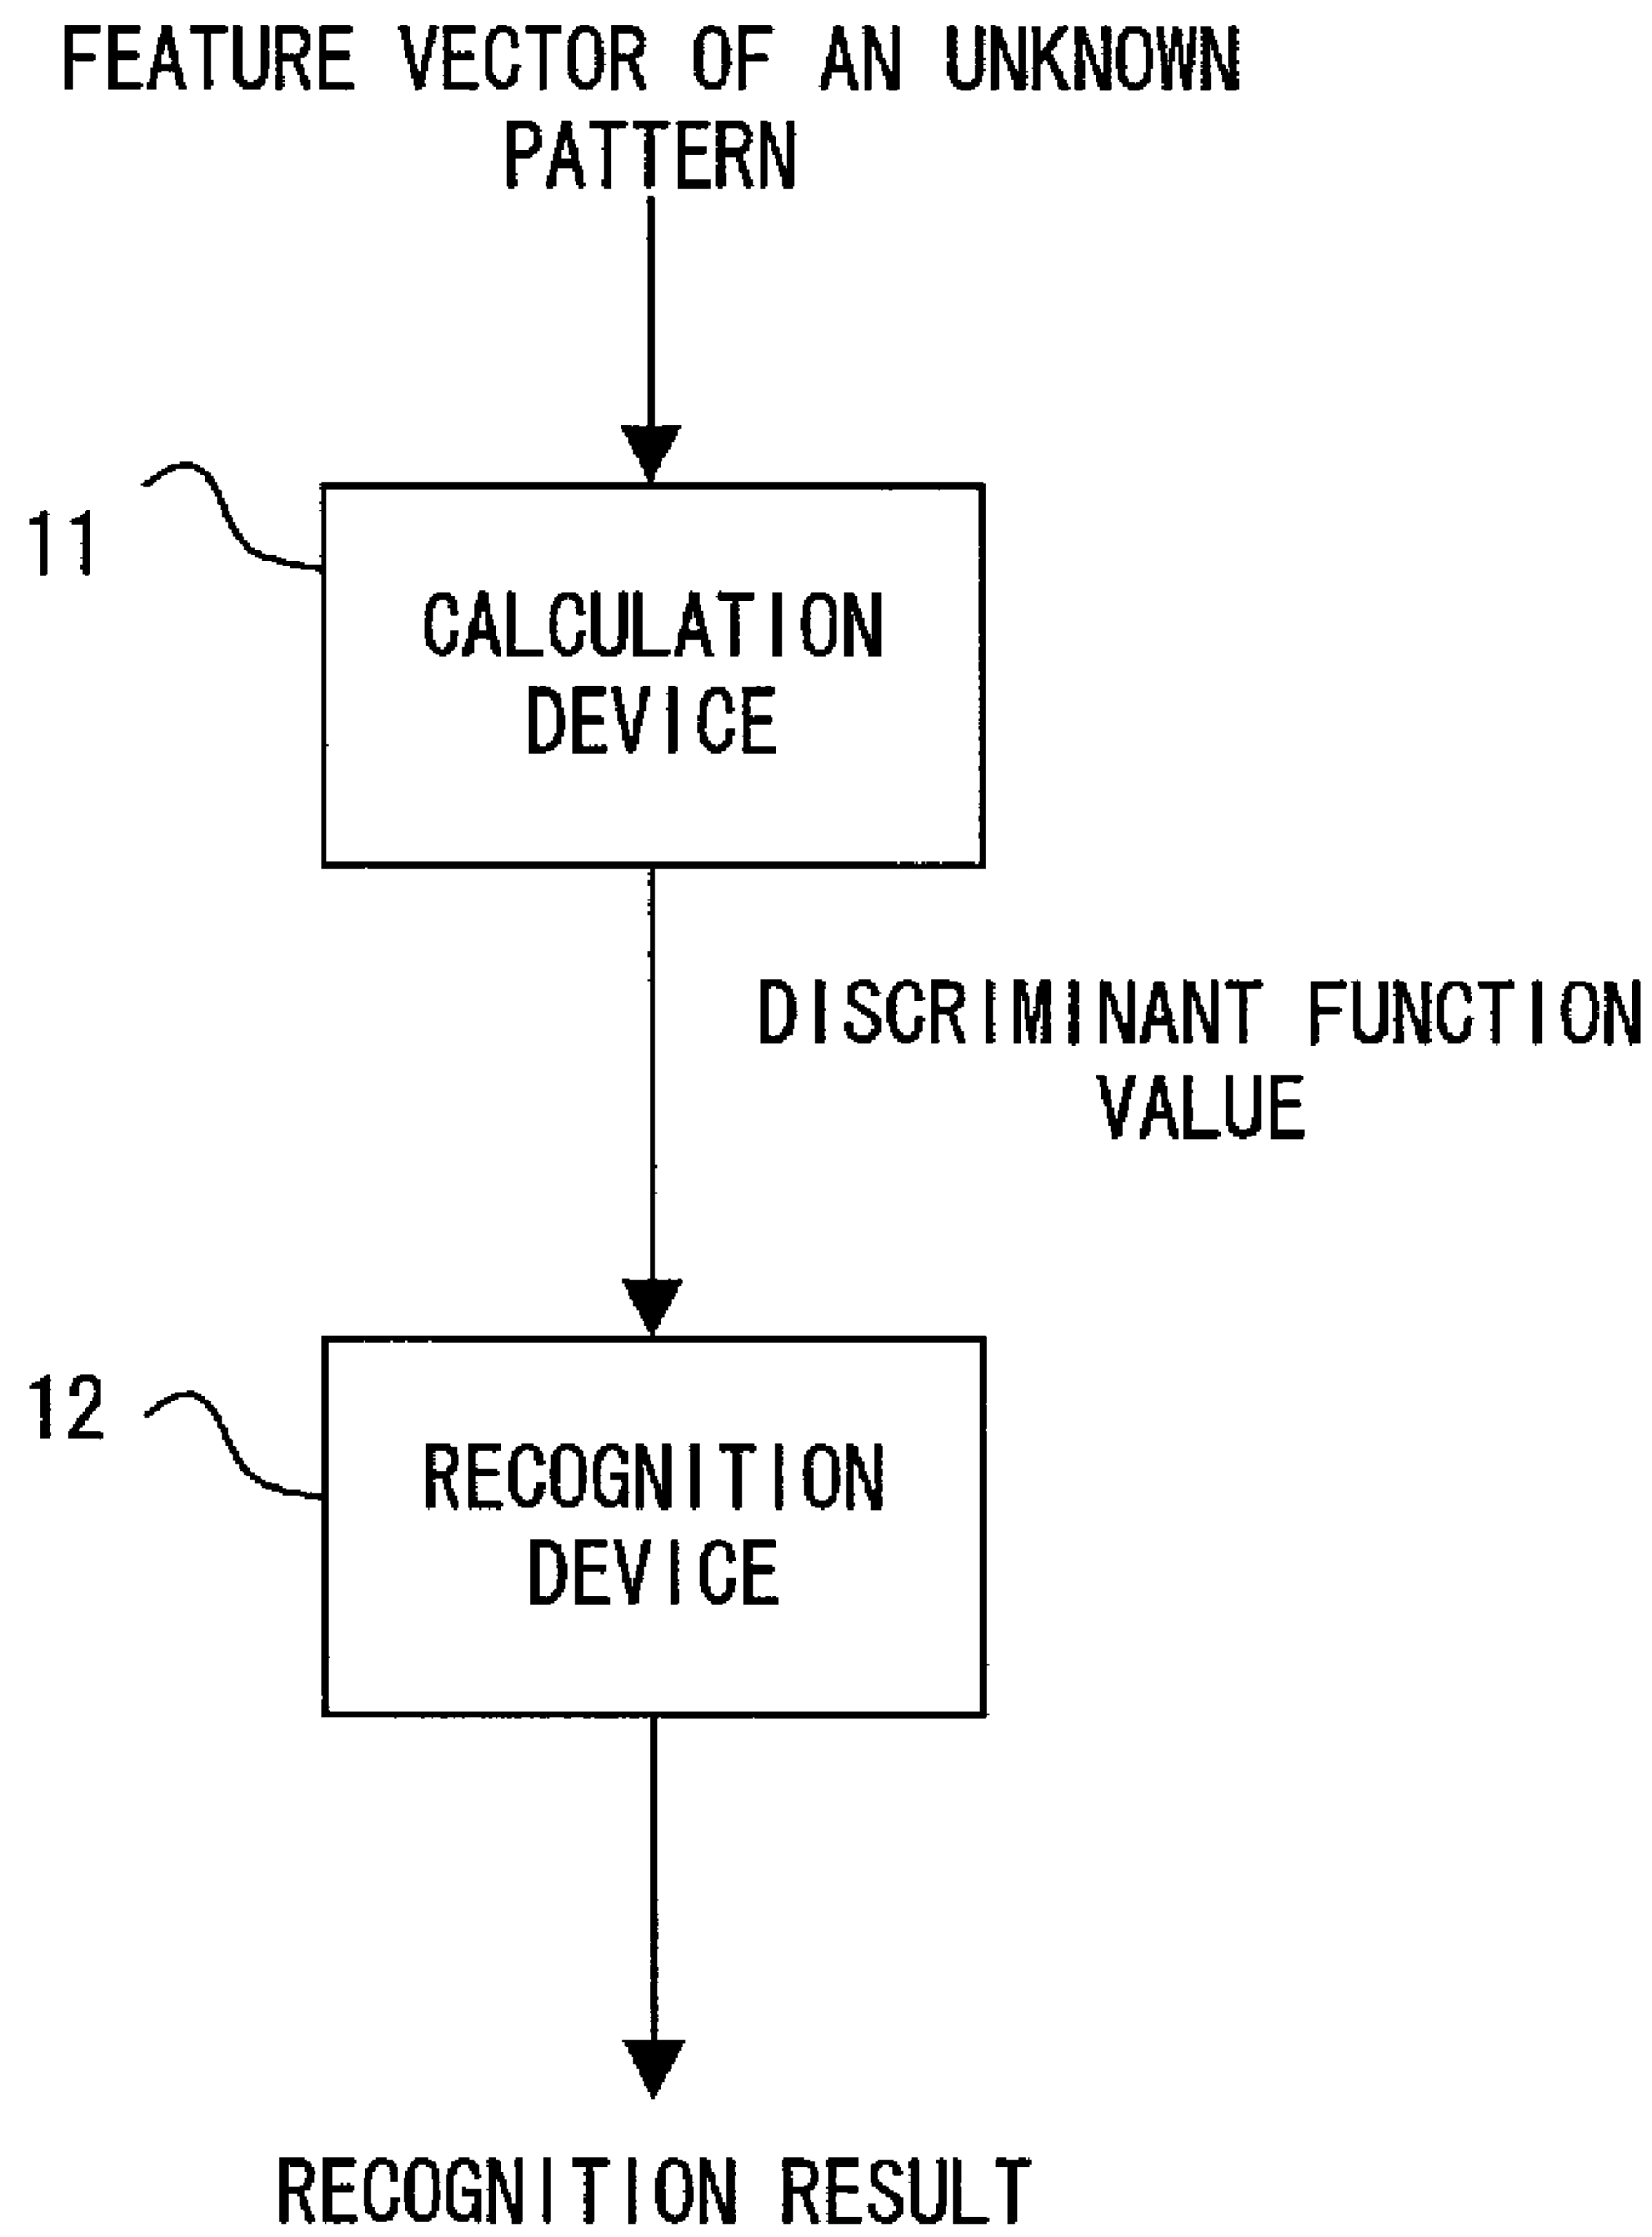 FEATURE VECTOR OF AN UNKNOWN
PATTERN
11
CALCULATION
DEVICE
DISCRIMINANT FUNCTION
VALUE
12
RECOGNITION
DEVICE
RECOGNITION RESULT